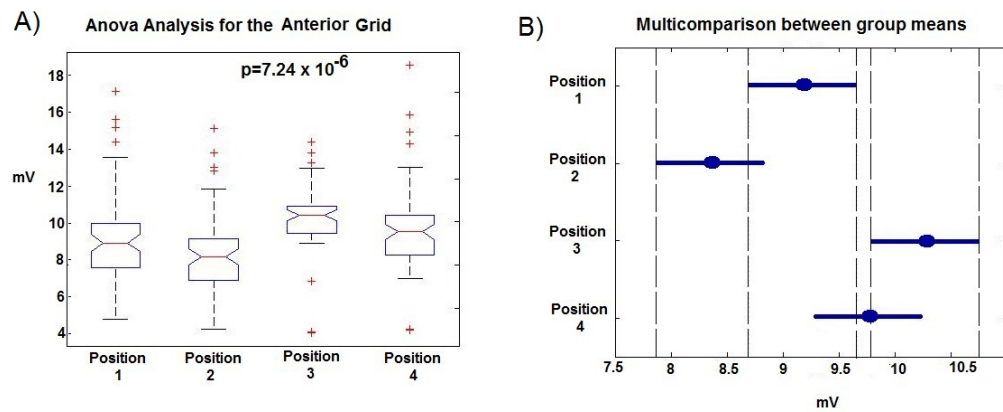 A)
Anova Analysis for the Anterior Grid
p=7.24 x 10-6
18
16
14
12
mV
10
8
6
4
Position 1
Position 2
Position 3
Position 4
B)
Multicomparison between group means
Position 1
Position 2
Position 3
Position 4
7.5
8
8.5
9
9.5
10
10.5
mV